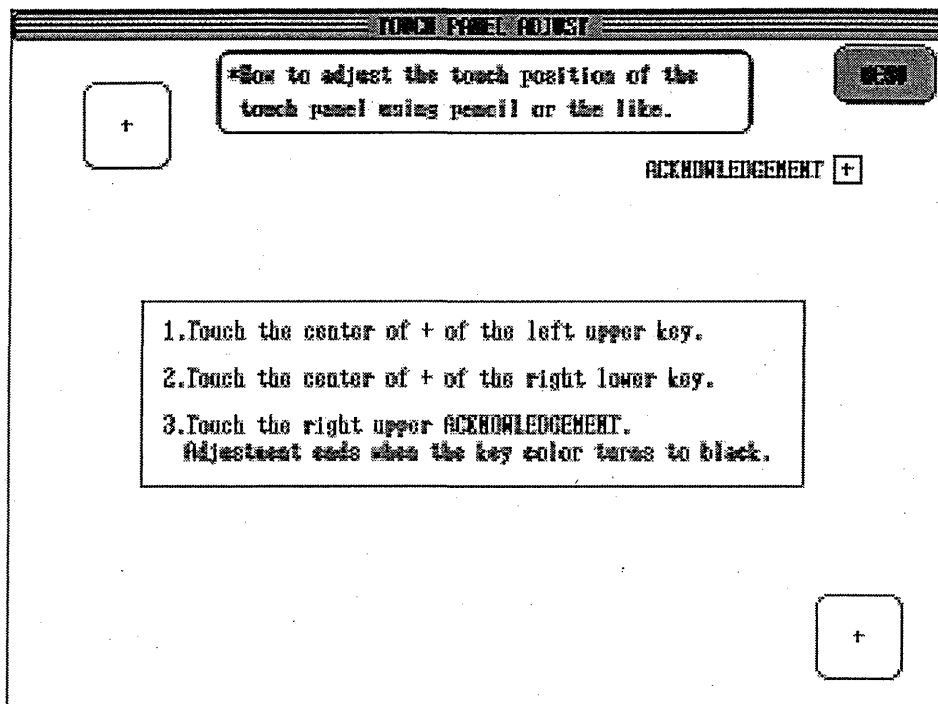 TOUCH PANEL ADJUST
*How to adjust the touch position of the
touch panel using pencil or the like.
MENU
+
ACKNOWLEDGEMENT +
1.Touch the center of + of the left upper key.
2.Touch the center of + of the right lower key.
3.Touch the right upper ACKNOWLEDGEMENT.
Adjustment ends when the key color turns to black.
+